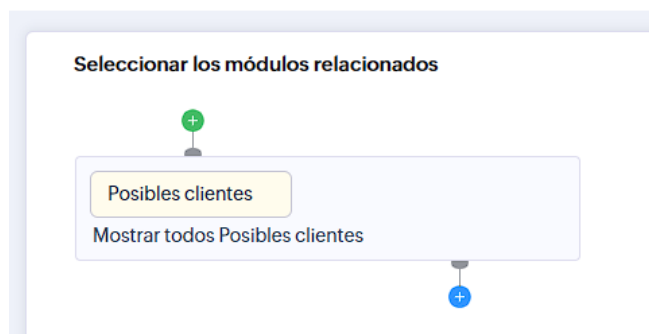 Seleccionar los módulos relacionados
Posibles clientes
Mostrar todos Posibles clientes